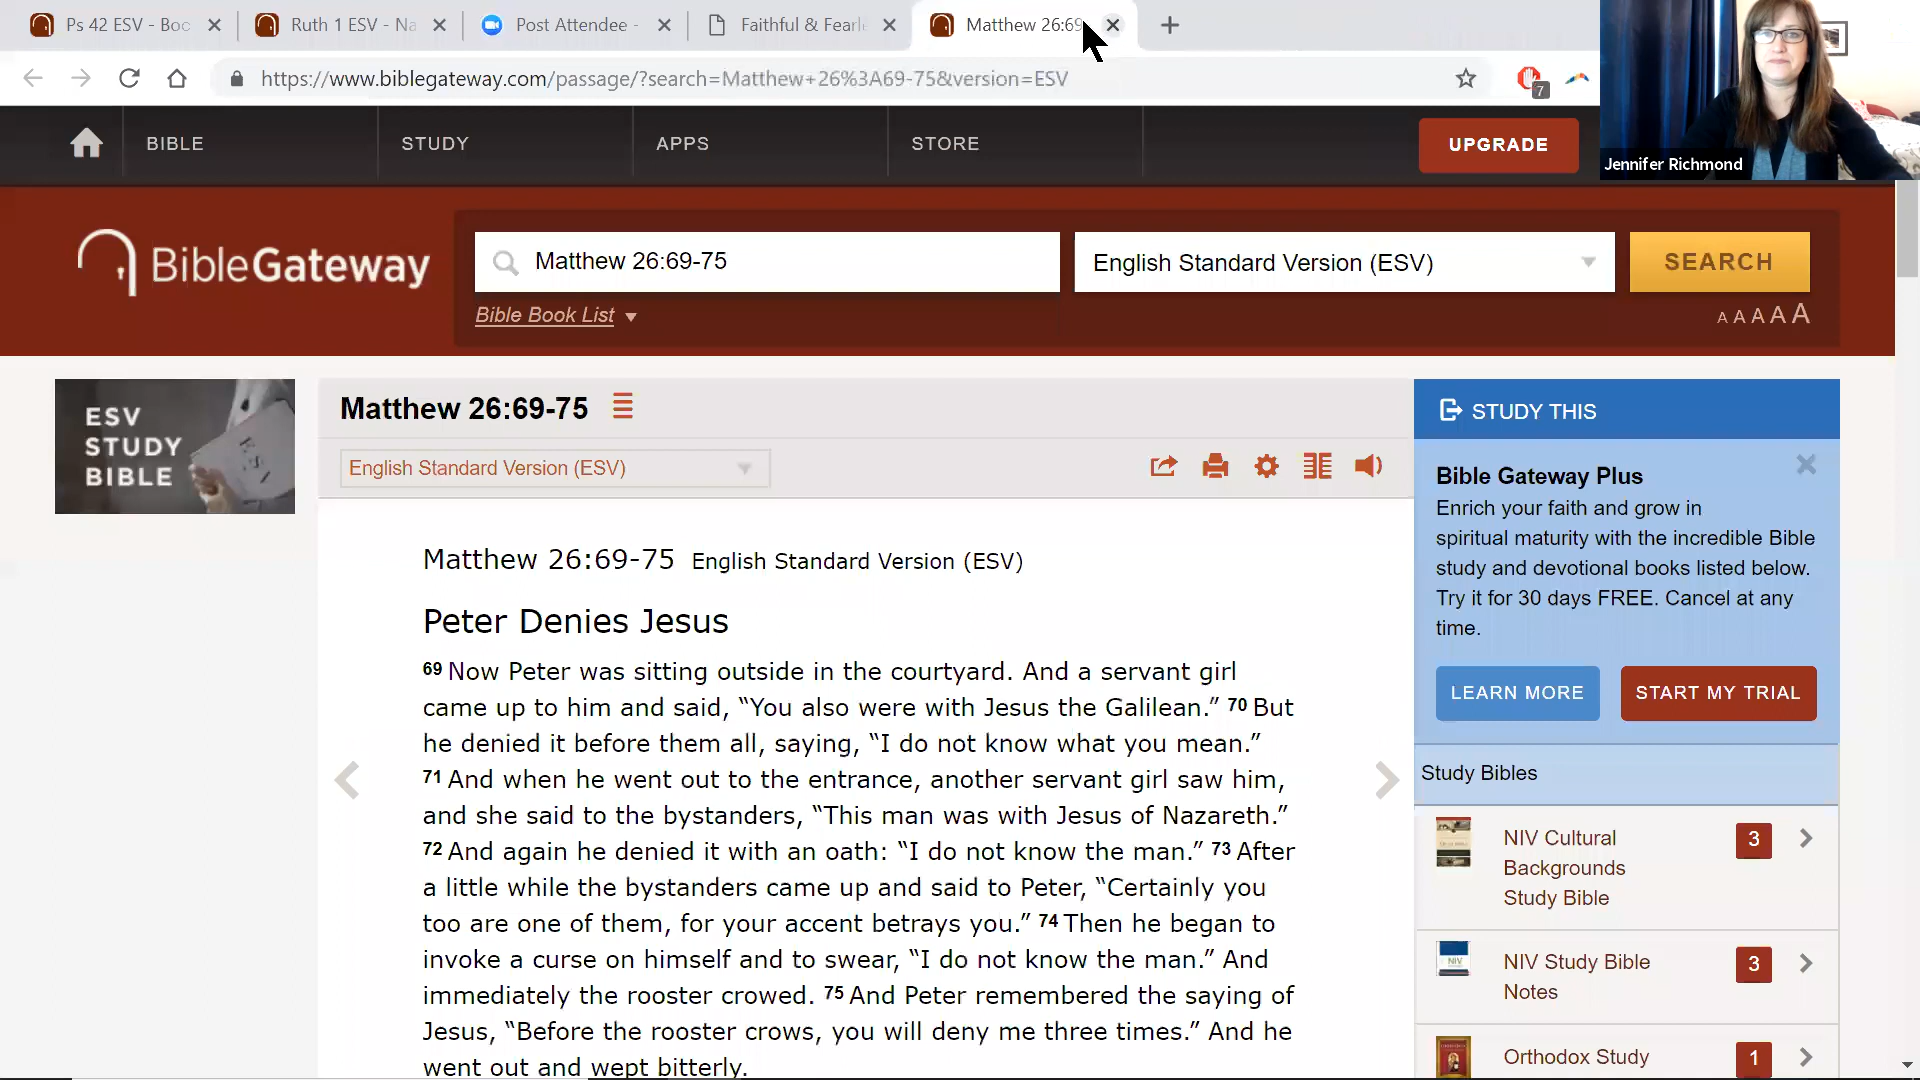 Ps 42 ESV - Boo
Ruth 1 ESV - Na
Post Attendee -
Faithful & Fearl
Matthew 26:69
https://www.biblegateway.com/passage/?search=Matthew+26%3A69-75&version=ESV
7
BIBLE
STUDY
APPS
STORE
UPGRADE
Jennifer Richmond
BibleGateway
Matthew 26:69-75
English Standard Version (ESV)
SEARCH
Bible Book List
A A A A A
ESV
STUDY
BIBLE
Matthew 26:69-75
English Standard Version (ESV)
Matthew 26:69-75 English Standard Version (ESV)
Peter Denies Jesus
69 Now Peter was sitting outside in the courtyard. And a servant girl
came up to him and said, “You also were with Jesus the Galilean.” 70 But
he denied it before them all, saying, “I do not know what you mean.”
71 And when he went out to the entrance, another servant girl saw him,
and she said to the bystanders, “This man was with Jesus of Nazareth.”
72 And again he denied it with an oath: “I do not know the man.” 73 After
a little while the bystanders came up and said to Peter, “Certainly you
too are one of them, for your accent betrays you.” 74 Then he began to
invoke a curse on himself and to swear, “I do not know the man.” And
immediately the rooster crowed. 75 And Peter remembered the saying of
Jesus, “Before the rooster crows, you will deny me three times.” And he
went out and wept bitterly.
STUDY THIS
Bible Gateway Plus
Enrich your faith and grow in
spiritual maturity with the incredible Bible
study and devotional books listed below.
Try it for 30 days FREE. Cancel at any
time.
LEARN MORE
START MY TRIAL
Study Bibles
NIV Cultural
Backgrounds
Study Bible
3
NIV Study Bible
Notes
3
Orthodox Study
1